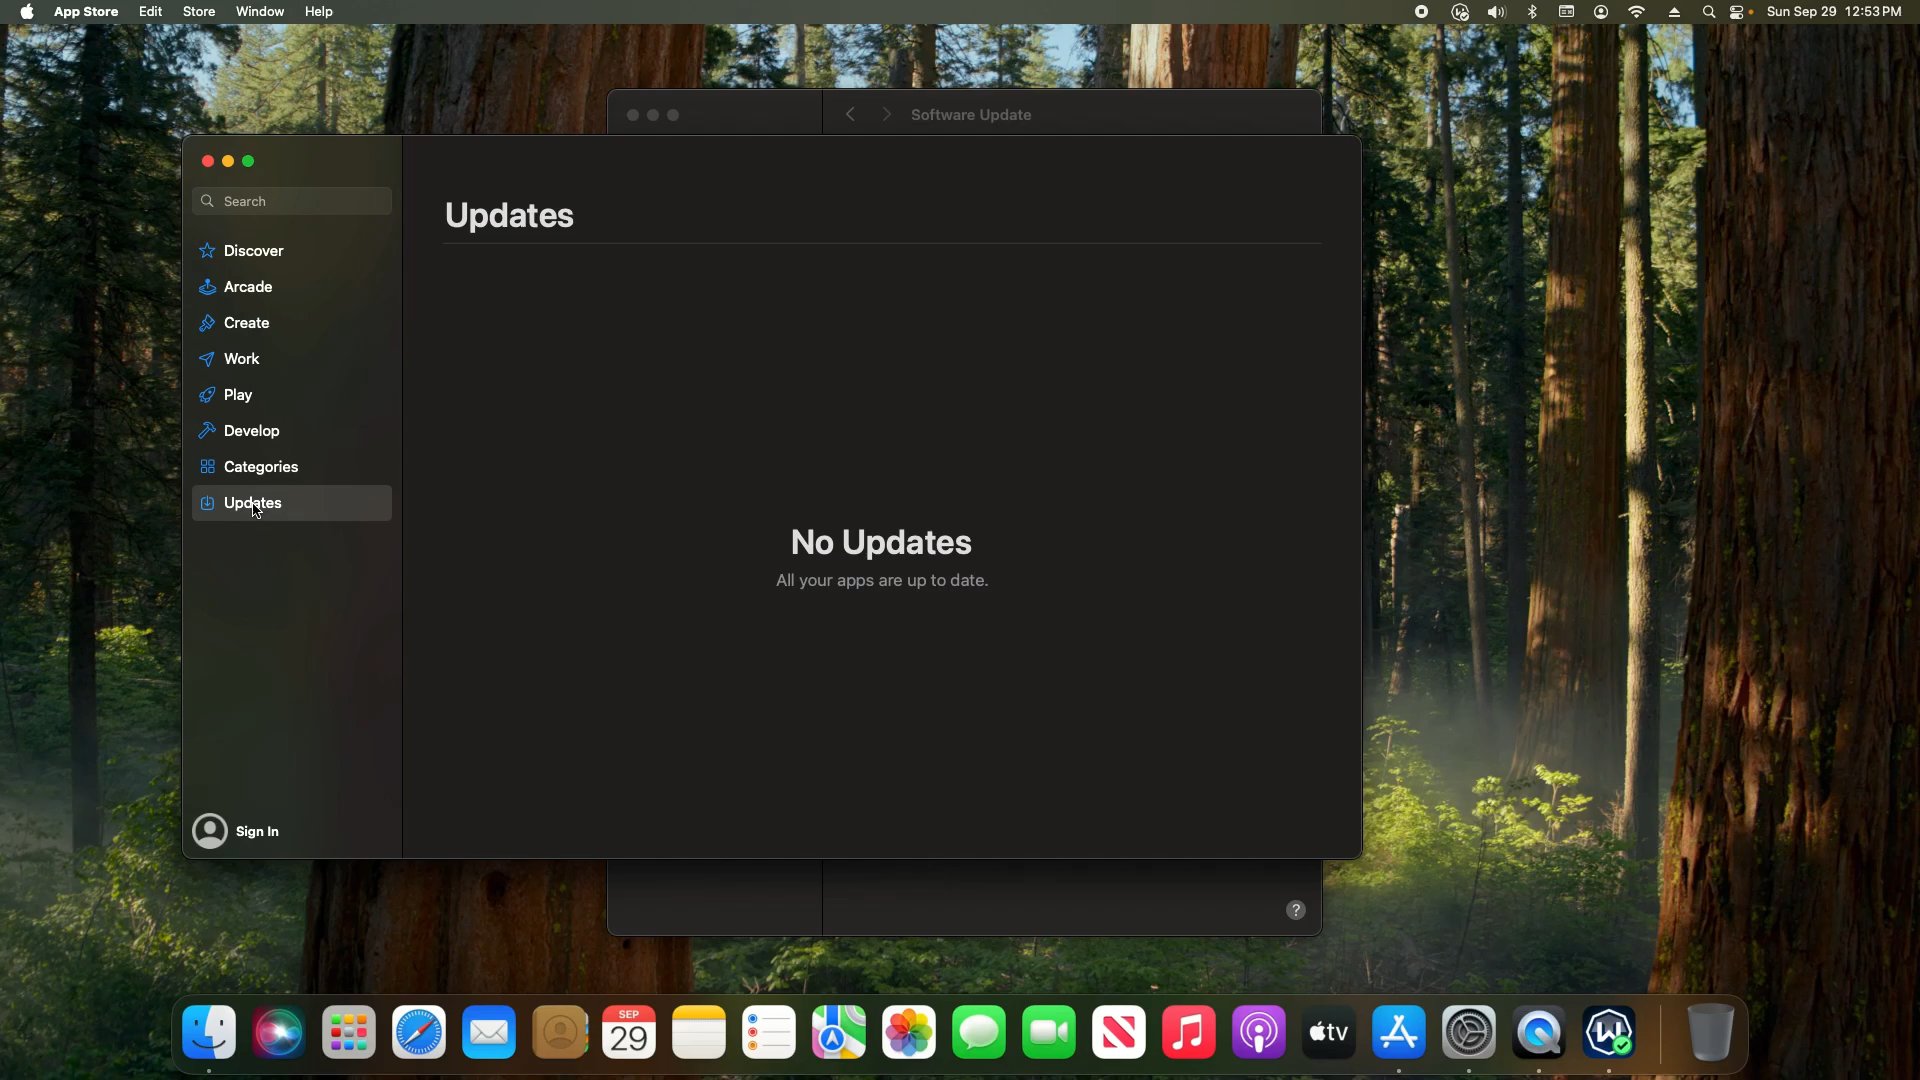 App Store Edit Store Window Help
Sun Sep 29 12:53 PM
Software Update
Search
Updates
Discover
Arcade
Create
Work
Play
Develop
Categories
Updates
No Updates
All your apps are up to date.
Sign In
?
SEP
29
tv